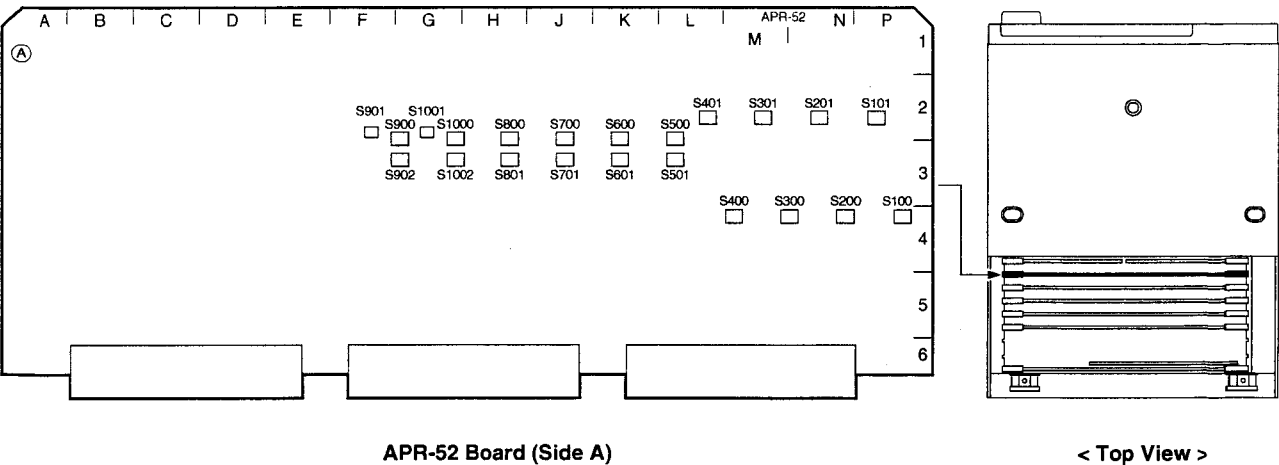 A B C D E F G H J K L M APR-52 N P
1
A
2
S901 S1001 S401 S301 S201 S101
S900 S1000 S800 S700 S600 S500
3
S902 S1002 S801 S701 S601 S501
S400 S300 S200 S100
4
5
6
APR-52 Board (Side A)
< Top View >